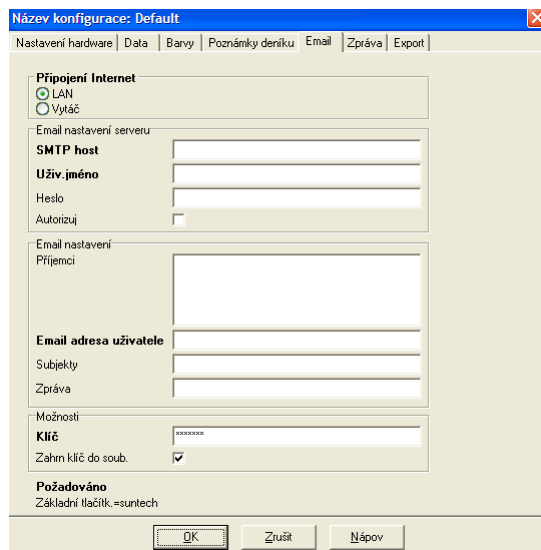 Název konfigurace: Default
Nastavení hardware Data Barvy Poznámky deníku Email Zpráva Export
Připojení Internet
LAN
Vytáč
Email nastavení serveru
SMTP host
Uživ.jméno
Heslo
Autorizuj
Email nastavení
Příjemci
Email adresa uživatele
Subjekty
Zpráva
Možnosti
Klíč *******
Zahrn klíč do soub.
Požadováno
Základní tlačítk.=suntech
OK Zrušit Nápov